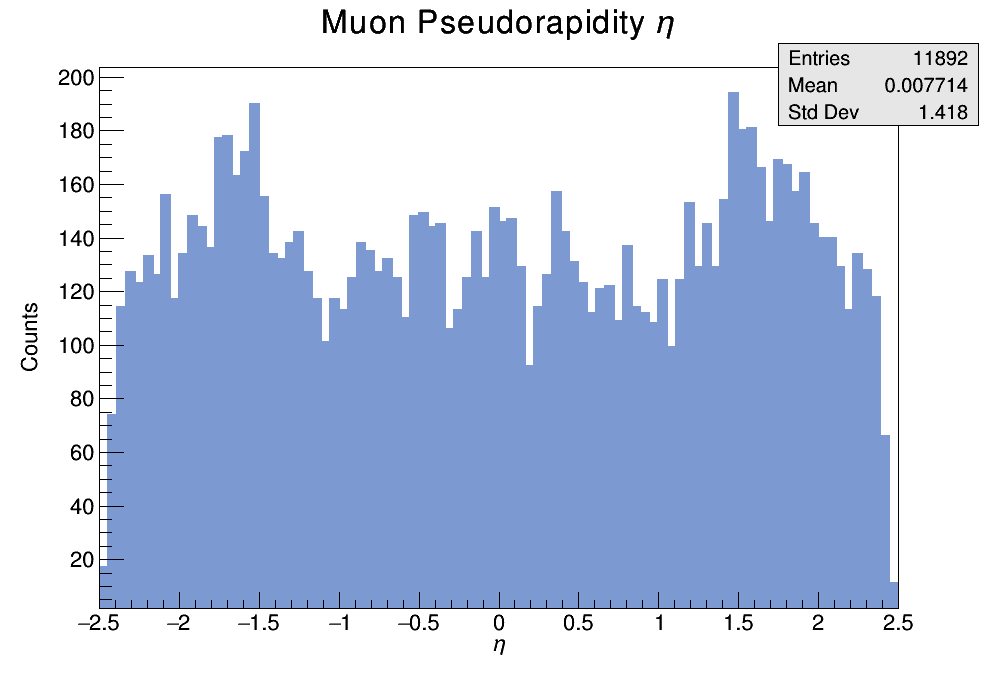 Muon Pseudorapidity η
Entries 11892
Mean 0.007714
Std Dev 1.418
200
180
160
140
120
100
80
60
40
20
Counts
−2.5 −2 −1.5 −1 −0.5 0 0.5 1 1.5 2 2.5
η